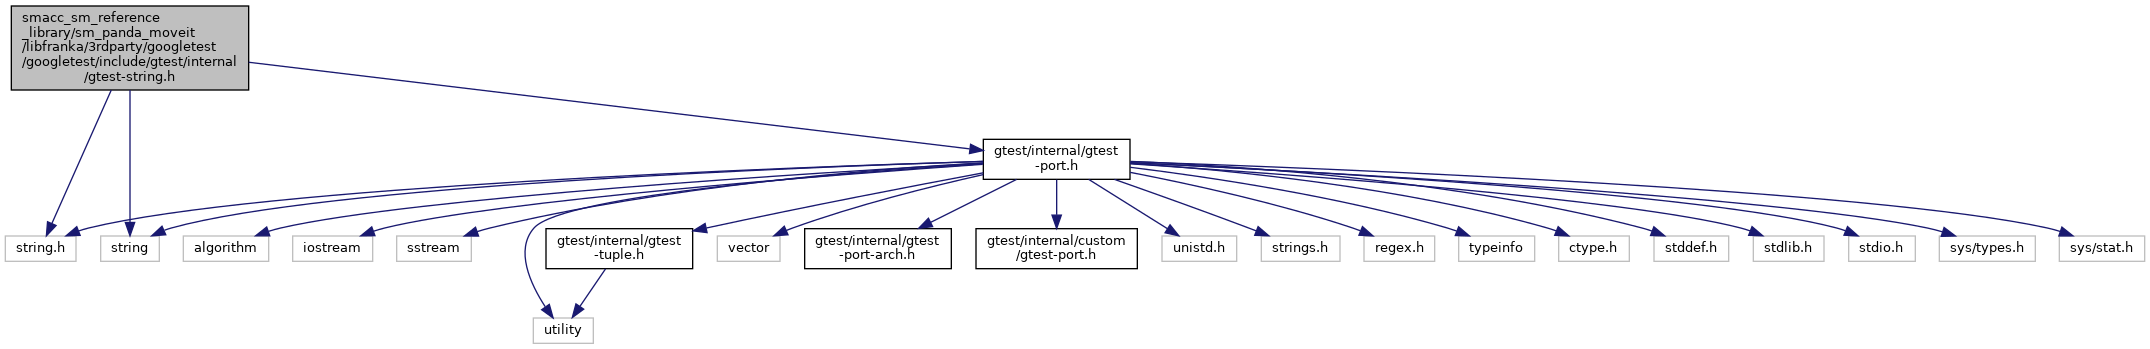 smacc_sm_reference
_library/sm_panda_moveit
/libfranka/3rdparty/googletest
/googletest/include/gtest/internal
/gtest-string.h
gtest/internal/gtest
-port.h
string.h
string
algorithm
iostream
sstream
gtest/internal/gtest
-tuple.h
vector
gtest/internal/gtest
-port-arch.h
gtest/internal/custom
/gtest-port.h
unistd.h
strings.h
regex.h
typeinfo
ctype.h
stddef.h
stdlib.h
stdio.h
sys/types.h
sys/stat.h
utility